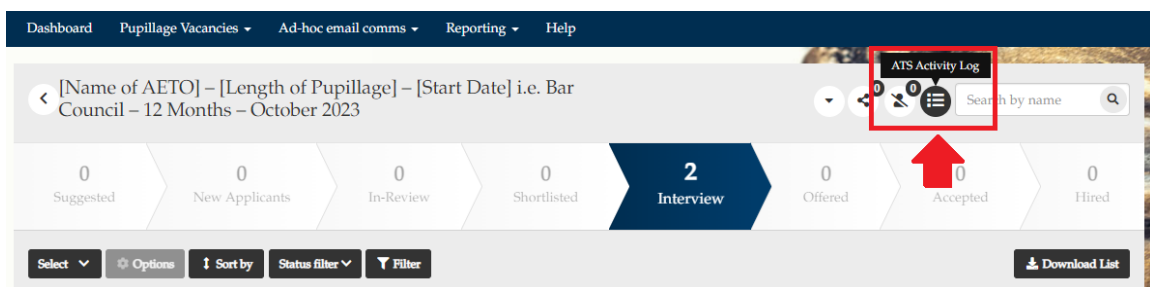 Dashboard Pupillage Vacancies Ad-hoc email comms Reporting Help
ATS Activity Log
[Name of AETO] – [Length of Pupillage] – [Start Date] i.e. Bar
Council – 12 Months – October 2023
0 0 Search by name
0 0 0 0 2 0 0 0
Suggested New Applicants In-Review Shortlisted Interview Offered Accepted Hired
Select Options Sort by Status filter Filter Download List